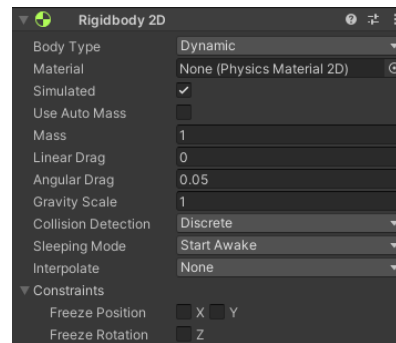 Rigidbody 2D
Body Type Dynamic
Material None (Physics Material 2D)
Simulated
Use Auto Mass
Mass 1
Linear Drag 0
Angular Drag 0.05
Gravity Scale 1
Collision Detection Discrete
Sleeping Mode Start Awake
Interpolate None
Constraints
Freeze Position X Y
Freeze Rotation Z